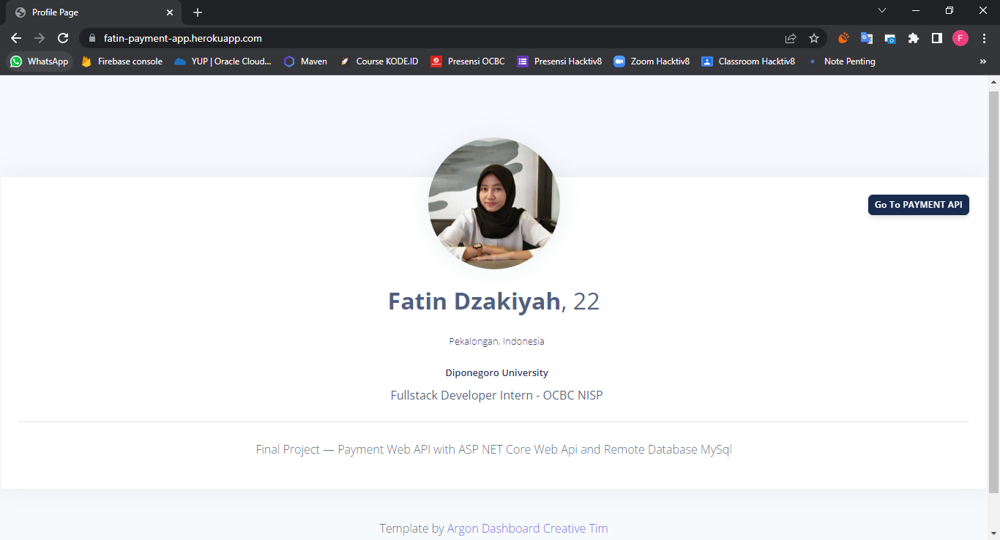 Profile Page
fatin-payment-app.herokuapp.com
F
WhatsApp Firebase console YUP | Oracle Cloud... Maven Course KODE.ID Presensi OCBC Presensi Hacktiv8 Zoom Hacktiv8 Classroom Hacktiv8 Note Penting »
Go To PAYMENT API
Fatin Dzakiyah, 22
Pekalongan, Indonesia
Diponegoro University
Fullstack Developer Intern - OCBC NISP
Final Project — Payment Web API with ASP NET Core Web Api and Remote Database MySql
Template by Argon Dashboard Creative Tim